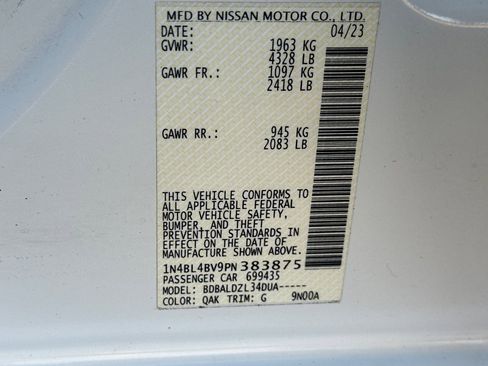 MFD BY NISSAN MOTOR CO., LTD.
DATE: 04/23
GVWR: 1963 KG
4328 LB
GAWR FR.: 1097 KG
2418 LB
GAWR RR.: 945 KG
2083 LB
THIS VEHICLE CONFORMS TO
ALL APPLICABLE FEDERAL
MOTOR VEHICLE SAFETY,
BUMPER, AND THEFT
PREVENTION STANDARDS IN
EFFECT ON THE DATE OF
MANUFACTURE SHOWN ABOVE.
1N4BL4BV9PN383875
PASSENGER CAR 699435
MODEL: BDBALDZL34DUA-----
COLOR: QAK TRIM: G 9N00A